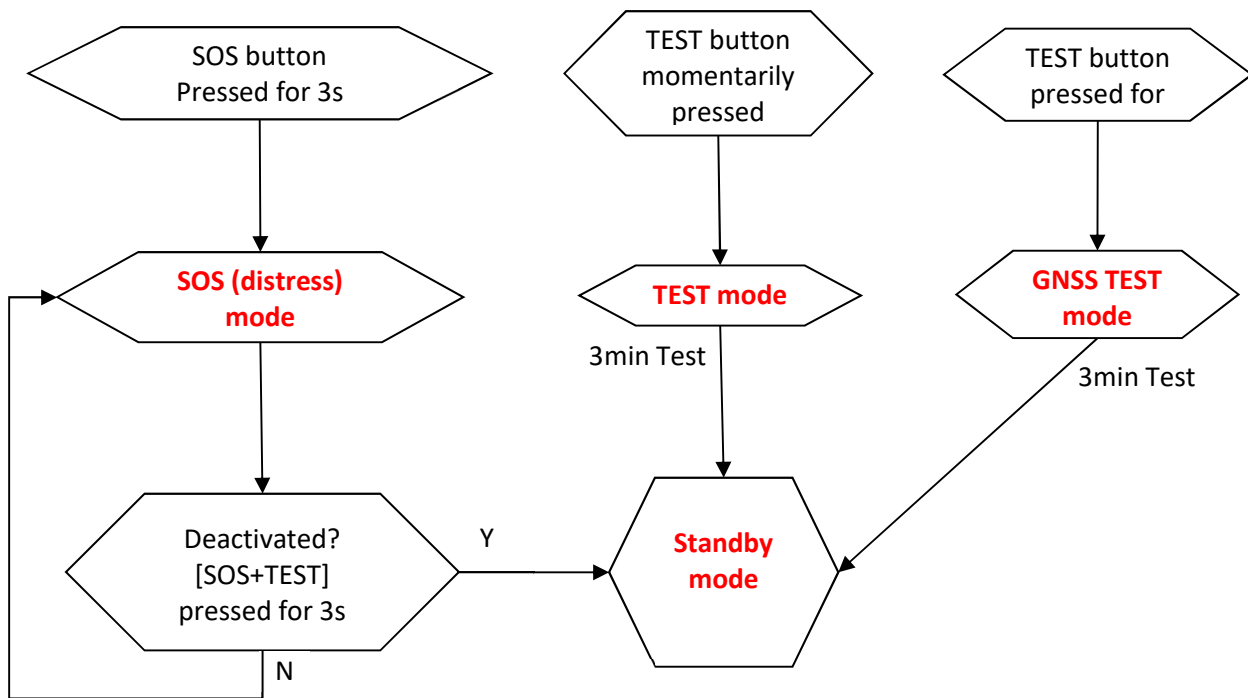 SOS button
Pressed for 3s
TEST button
momentarily
pressed
TEST button
pressed for
SOS (distress)
mode
TEST mode
GNSS TEST
mode
3min Test
3min Test
Deactivated?
[SOS+TEST]
pressed for 3s
Y
Standby
mode
N